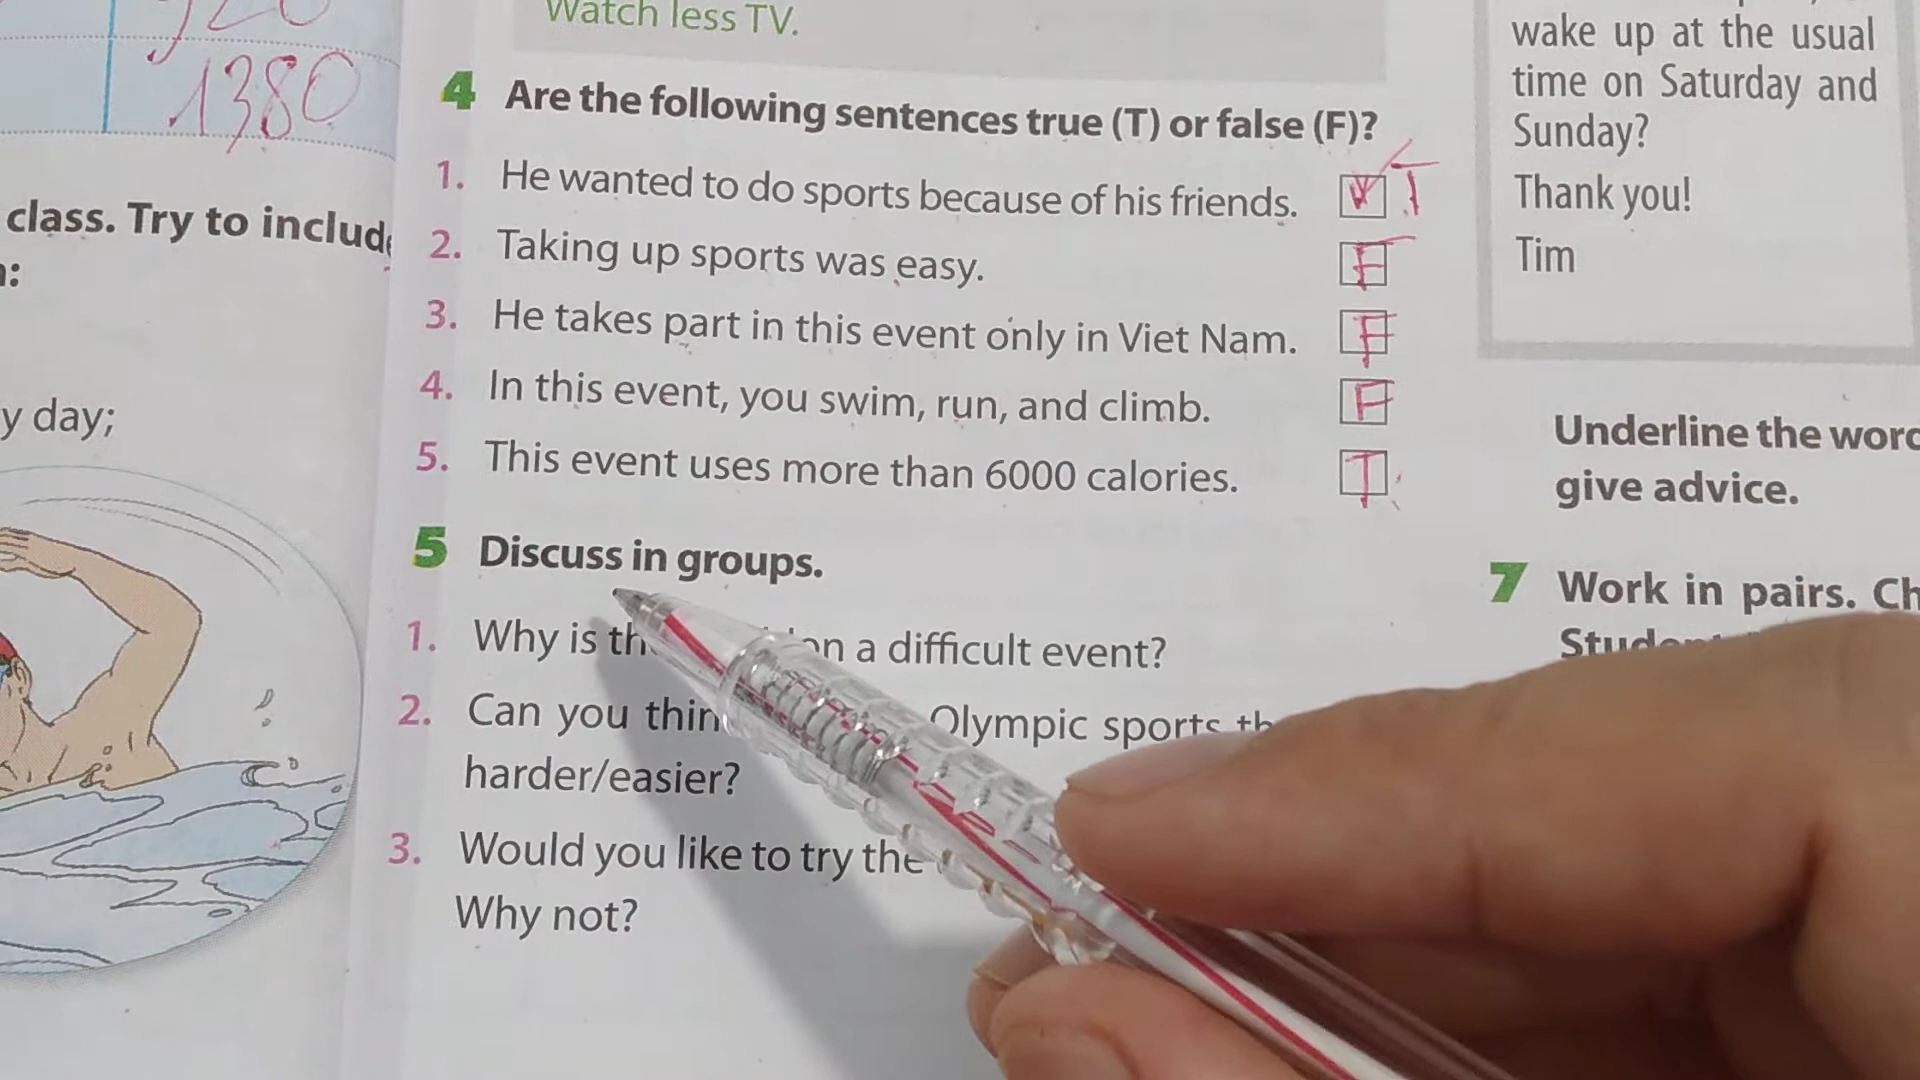 1380
class. Try to includ
:
y day;
Watch less TV.
4 Are the following sentences true (T) or false (F)?
1. He wanted to do sports because of his friends. T
2. Taking up sports was easy. F
3. He takes part in this event only in Viet Nam. F
4. In this event, you swim, run, and climb. F
5. This event uses more than 6000 calories. T
5 Discuss in groups.
1. Why is on a difficult event?
2. Can you Olympic sports
harder/easier?
3. Would you like to try the
Why not?
wake up at the usual
time on Saturday and
Sunday?
Thank you!
Tim
Underline the
give advice.
7 Work in pairs.